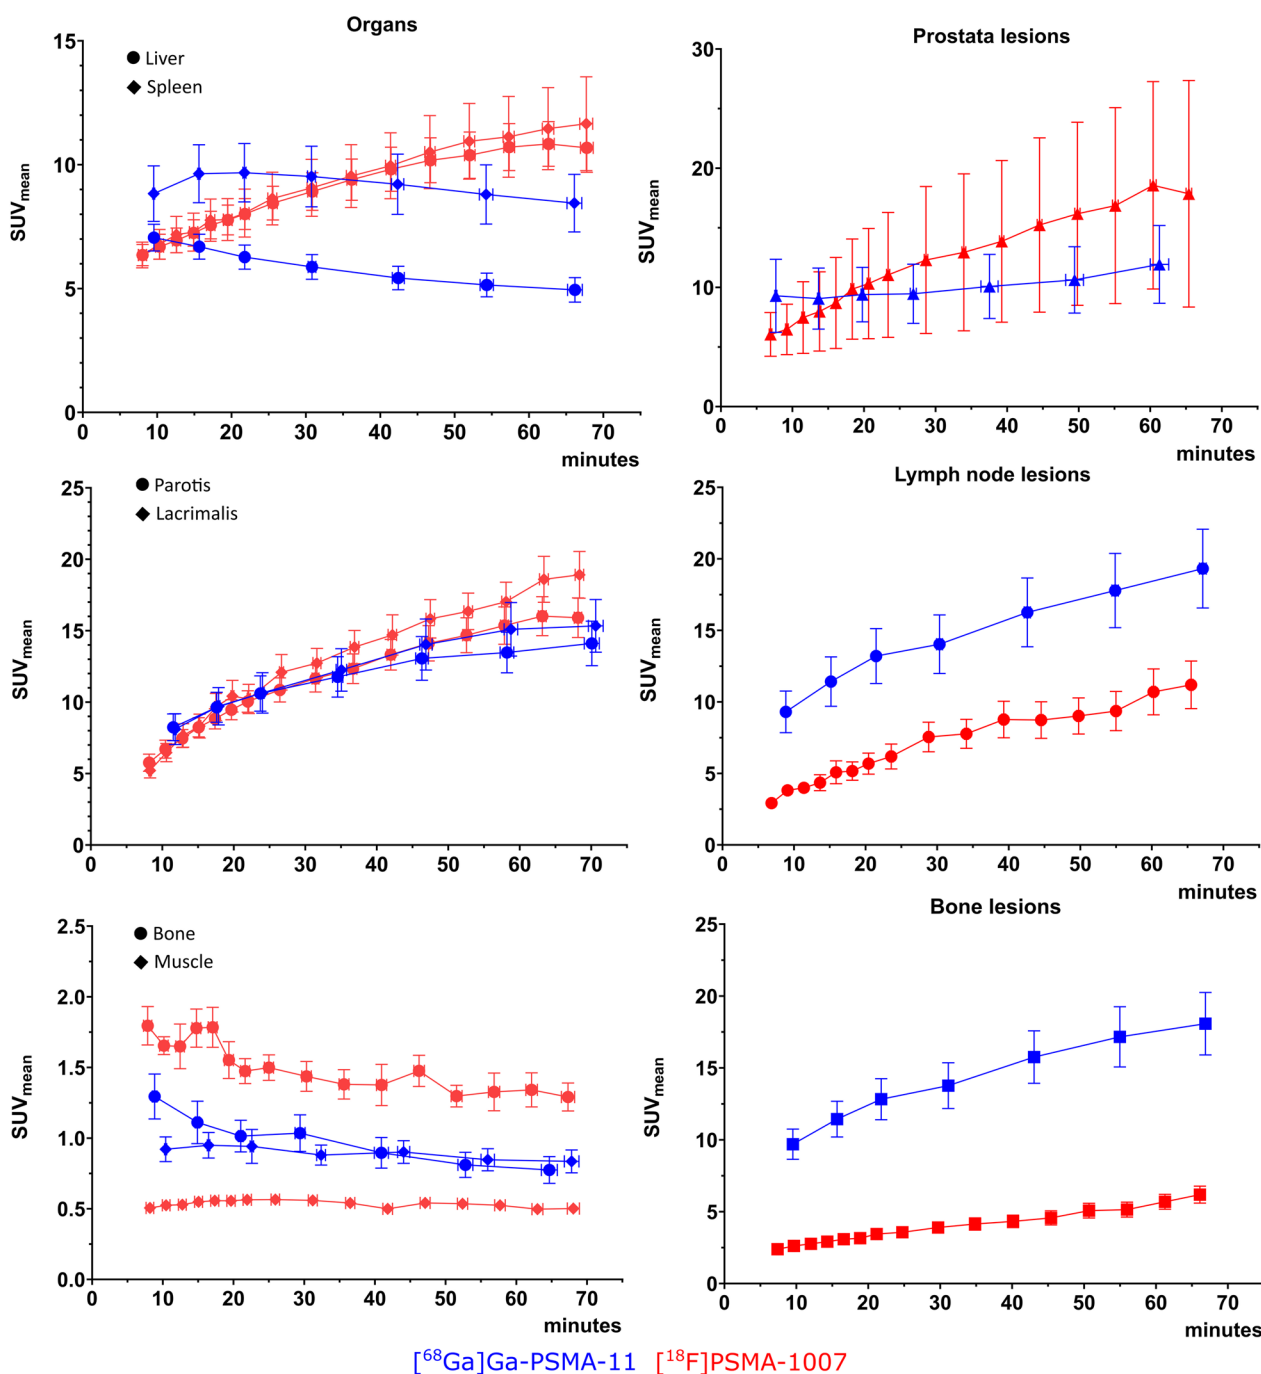 Organs
Liver
Spleen
SUVmean
15
10
5
0
0 10 20 30 40 50 60 70
minutes
Prostata lesions
SUVmean
30
20
10
0
0 10 20 30 40 50 60 70
minutes
Parotis
Lacrimalis
SUVmean
25
20
15
10
5
0
0 10 20 30 40 50 60 70
minutes
Lymph node lesions
SUVmean
25
20
15
10
5
0
0 10 20 30 40 50 60 70
minutes
Bone
Muscle
SUVmean
2.5
2.0
1.5
1.0
0.5
0.0
0 10 20 30 40 50 60 70
minutes
Bone lesions
SUVmean
25
20
15
10
5
0
0 10 20 30 40 50 60 70
minutes
[⁶⁸Ga]Ga-PSMA-11 [¹⁸F]PSMA-1007